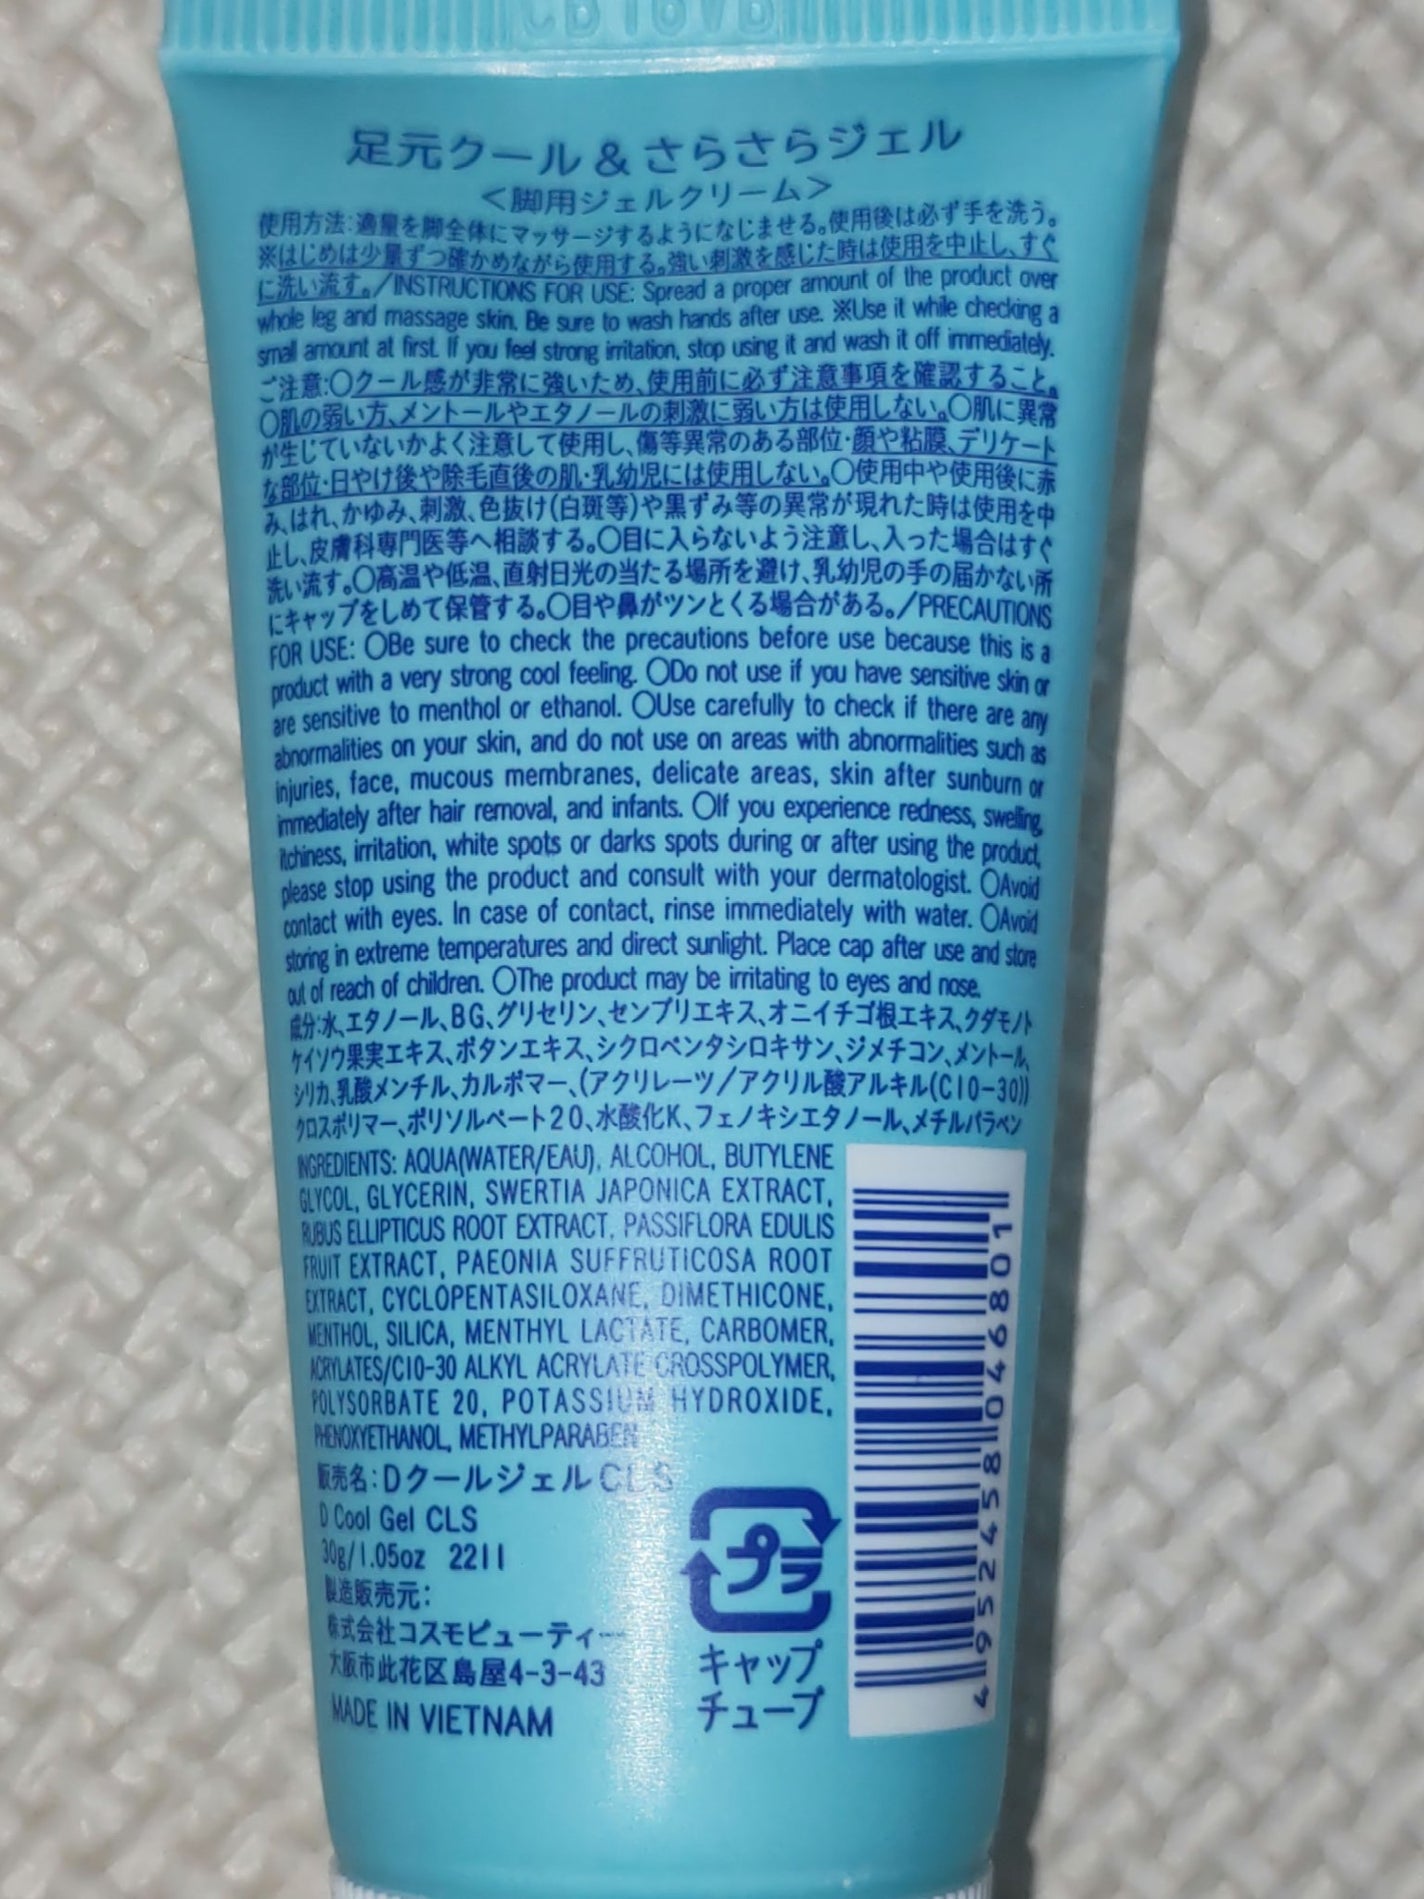 足元クール&さらさらジェル
<脚用ジェルクリーム>
使用方法:適量を脚全体にマッサージするようになじませる。使用後は必ず手を洗う。
※はじめは少量ずつ確かめながら使用する。強い刺激を感じた時は使用を中止し、すぐ
に洗い流す。/INSTRUCTIONS FOR USE: Spread a proper amount of the product over
whole leg and massage skin. Be sure to wash hands after use. ※Use it while checking a
small amount at first. If you feel strong irritation, stop using it and wash it off immediately.
ご注意:○クール感が非常に強いため、使用前に必ず注意事項を確認すること。
○肌の弱い方、メントールやエタノールの刺激に弱い方は使用しない。○肌に異常
が生じていないかよく注意して使用し、傷等異常のある部位・顔や粘膜、デリケート
な部位・日やけ後や除毛直後の肌・乳幼児には使用しない。○使用中や使用後に赤
み、はれ、かゆみ、刺激、色抜け(白斑等)や黒ずみ等の異常が現れた時は使用を中
止し、皮膚科専門医等へ相談する。○目に入らないよう注意し、入った場合はすぐ
洗い流す。○高温や低温、直射日光の当たる場所を避け、乳幼児の手の届かない所
にキャップをしめて保管する。○目や鼻がツンとくる場合がある。/PRECAUTIONS
FOR USE: ○Be sure to check the precautions before use because this is a
product with a very strong cool feeling. ○Do not use if you have sensitive skin or
are sensitive to menthol or ethanol. ○Use carefully to check if there are any
abnormalities on your skin, and do not use on areas with abnormalities such as
injuries, face, mucous membranes, delicate areas, skin after sunburn or
immediately after hair removal, and infants. ○If you experience redness, swelling,
itchiness, irritation, white spots or darks spots during or after using the product,
please stop using the product and consult with your dermatologist. ○Avoid
contact with eyes. In case of contact, rinse immediately with water. ○Avoid
storing in extreme temperatures and direct sunlight. Place cap after use and store
out of reach of children. ○The product may be irritating to eyes and nose.
成分:水、エタノール、BG、グリセリン、センブリエキス、オニイチゴ根エキス、クダモノト
ケイソウ果実エキス、ボタンエキス、シクロペンタシロキサン、ジメチコン、メントール、
シリカ、乳酸メンチル、カルボマー、(アクリレーツ/アクリル酸アルキル(C10-30))
クロスポリマー、ポリソルベート20、水酸化K、フェノキシエタノール、メチルパラベン
INGREDIENTS: AQUA(WATER/EAU), ALCOHOL, BUTYLENE
GLYCOL, GLYCERIN, SWERTIA JAPONICA EXTRACT,
RUBUS ELLIPTICUS ROOT EXTRACT, PASSIFLORA EDULIS
FRUIT EXTRACT, PAEONIA SUFFRUTICOSA ROOT
EXTRACT, CYCLOPENTASILOXANE, DIMETHICONE,
MENTHOL, SILICA, MENTHYL LACTATE, CARBOMER,
ACRYLATES/C10-30 ALKYL ACRYLATE CROSSPOLYMER,
POLYSORBATE 20, POTASSIUM HYDROXIDE,
PHENOXYETHANOL, METHYLPARABEN
販売名:DクールジェルCLS
D Cool Gel CLS
30g/1.05oz 2211
製造販売元:
株式会社コスモビューティー
大阪市此花区島屋4-3-43
MADE IN VIETNAM
プラ
キャップ
チューブ
4952458046801